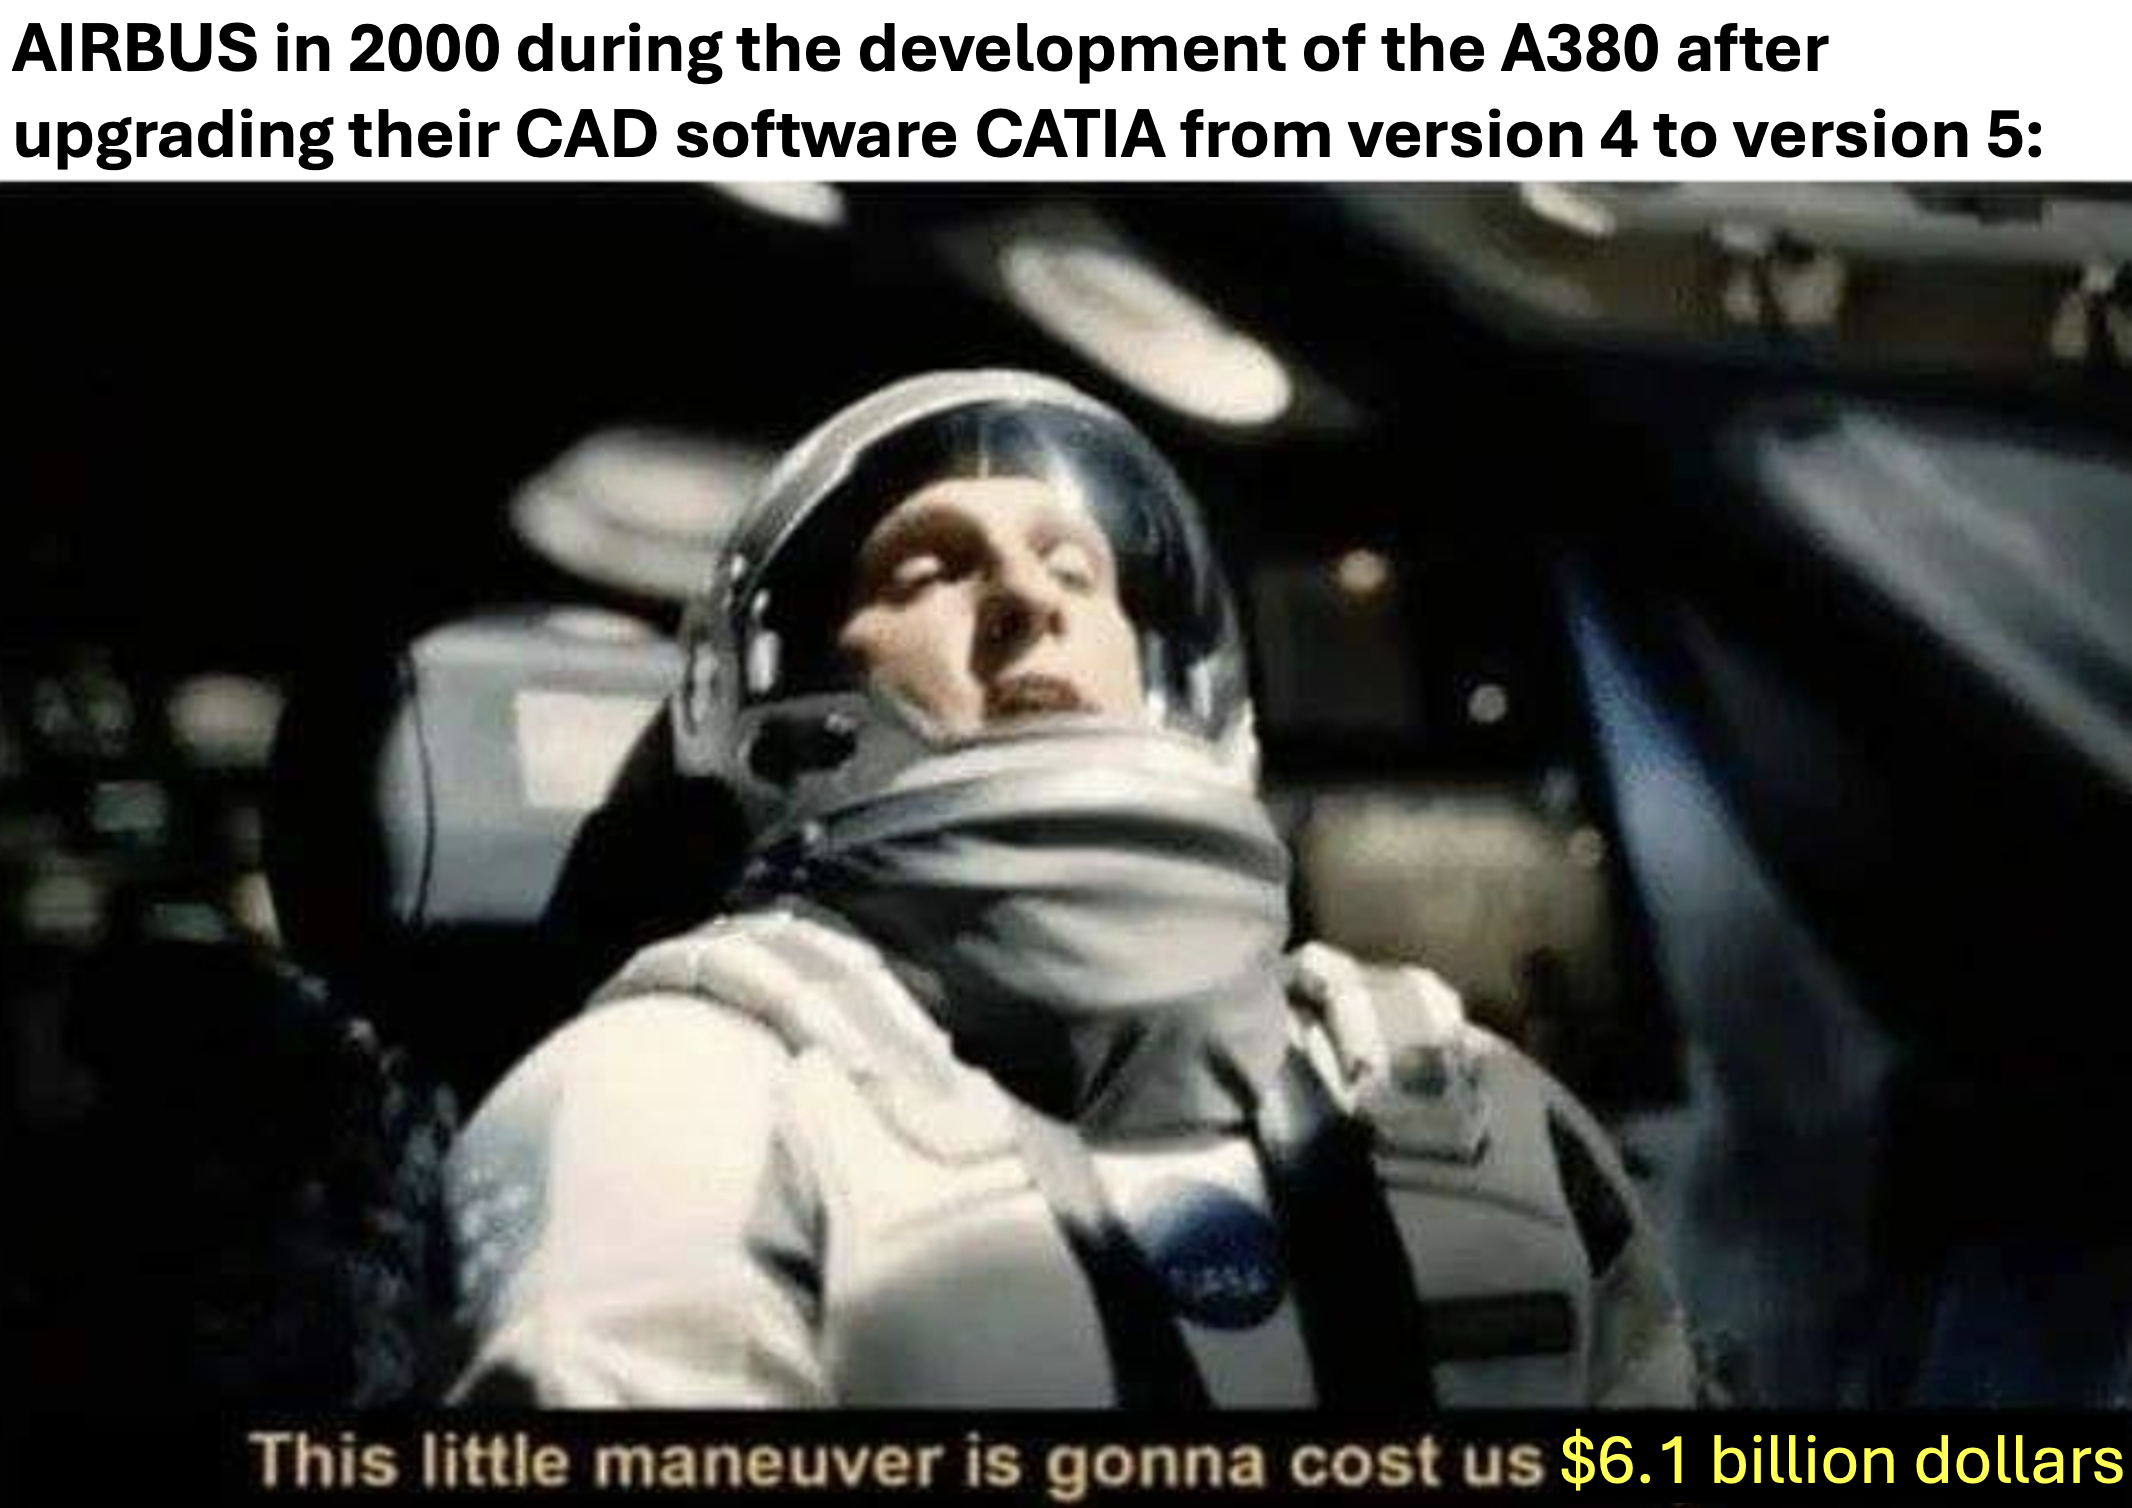 AIRBUS in 2000 during the development of the A380 after
upgrading their CAD software CATIA from version 4 to version 5:
NASA
This little maneuver is gonna cost us $6.1 billion dollars